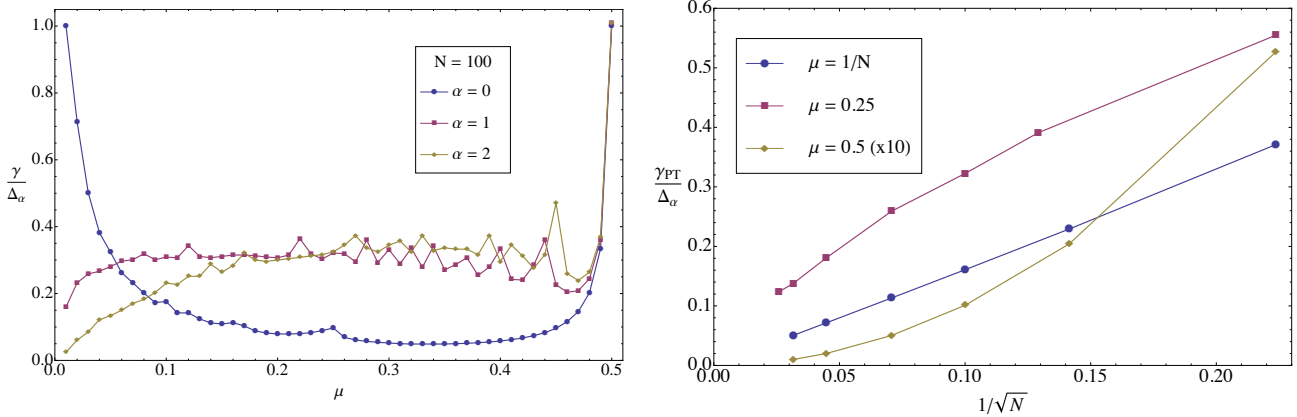 N = 100
α = 0
α = 1
α = 2
γ
Δα
1.0
0.8
0.6
0.4
0.2
0.0
0.0 0.1 0.2 0.3 0.4 0.5
μ
μ = 1/N
μ = 0.25
μ = 0.5 (x10)
γPT
Δα
0.6
0.5
0.4
0.3
0.2
0.1
0.0
0.00 0.05 0.10 0.15 0.20
1/√N